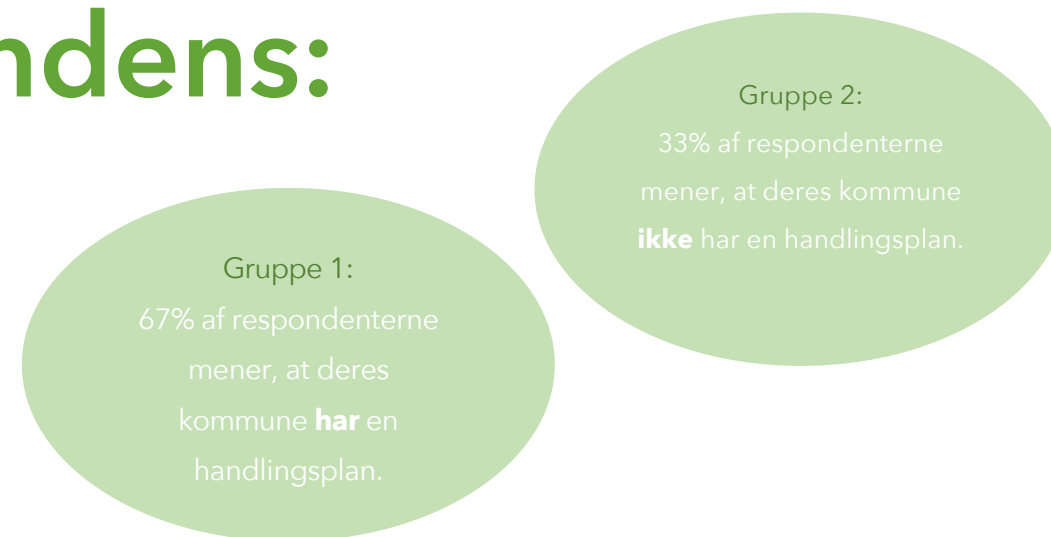 ndens:
Gruppe 1:
67% af respondenterne
mener, at deres
kommune har en
handlingsplan.
Gruppe 2:
33% af respondenterne
mener, at deres kommune
ikke har en handlingsplan.